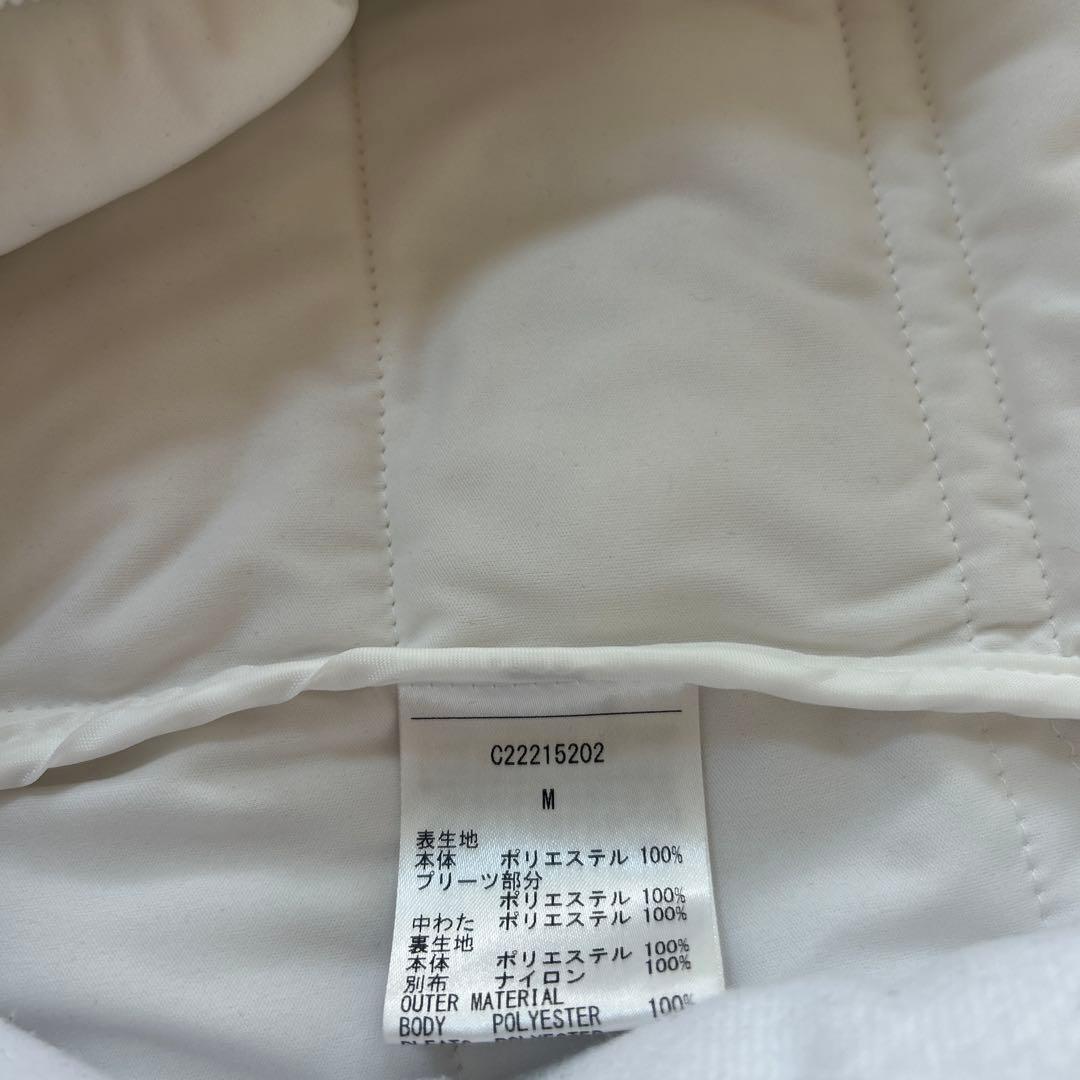 C22215202
M
表生地
本体 ポリエステル 100%
プリーツ部分
ポリエステル 100%
中わた ポリエステル 100%
裏生地
本体 ポリエステル 100%
別布 ナイロン 100%
OUTER MATERIAL
BODY POLYESTER 100%
PLEATS POLYESTER